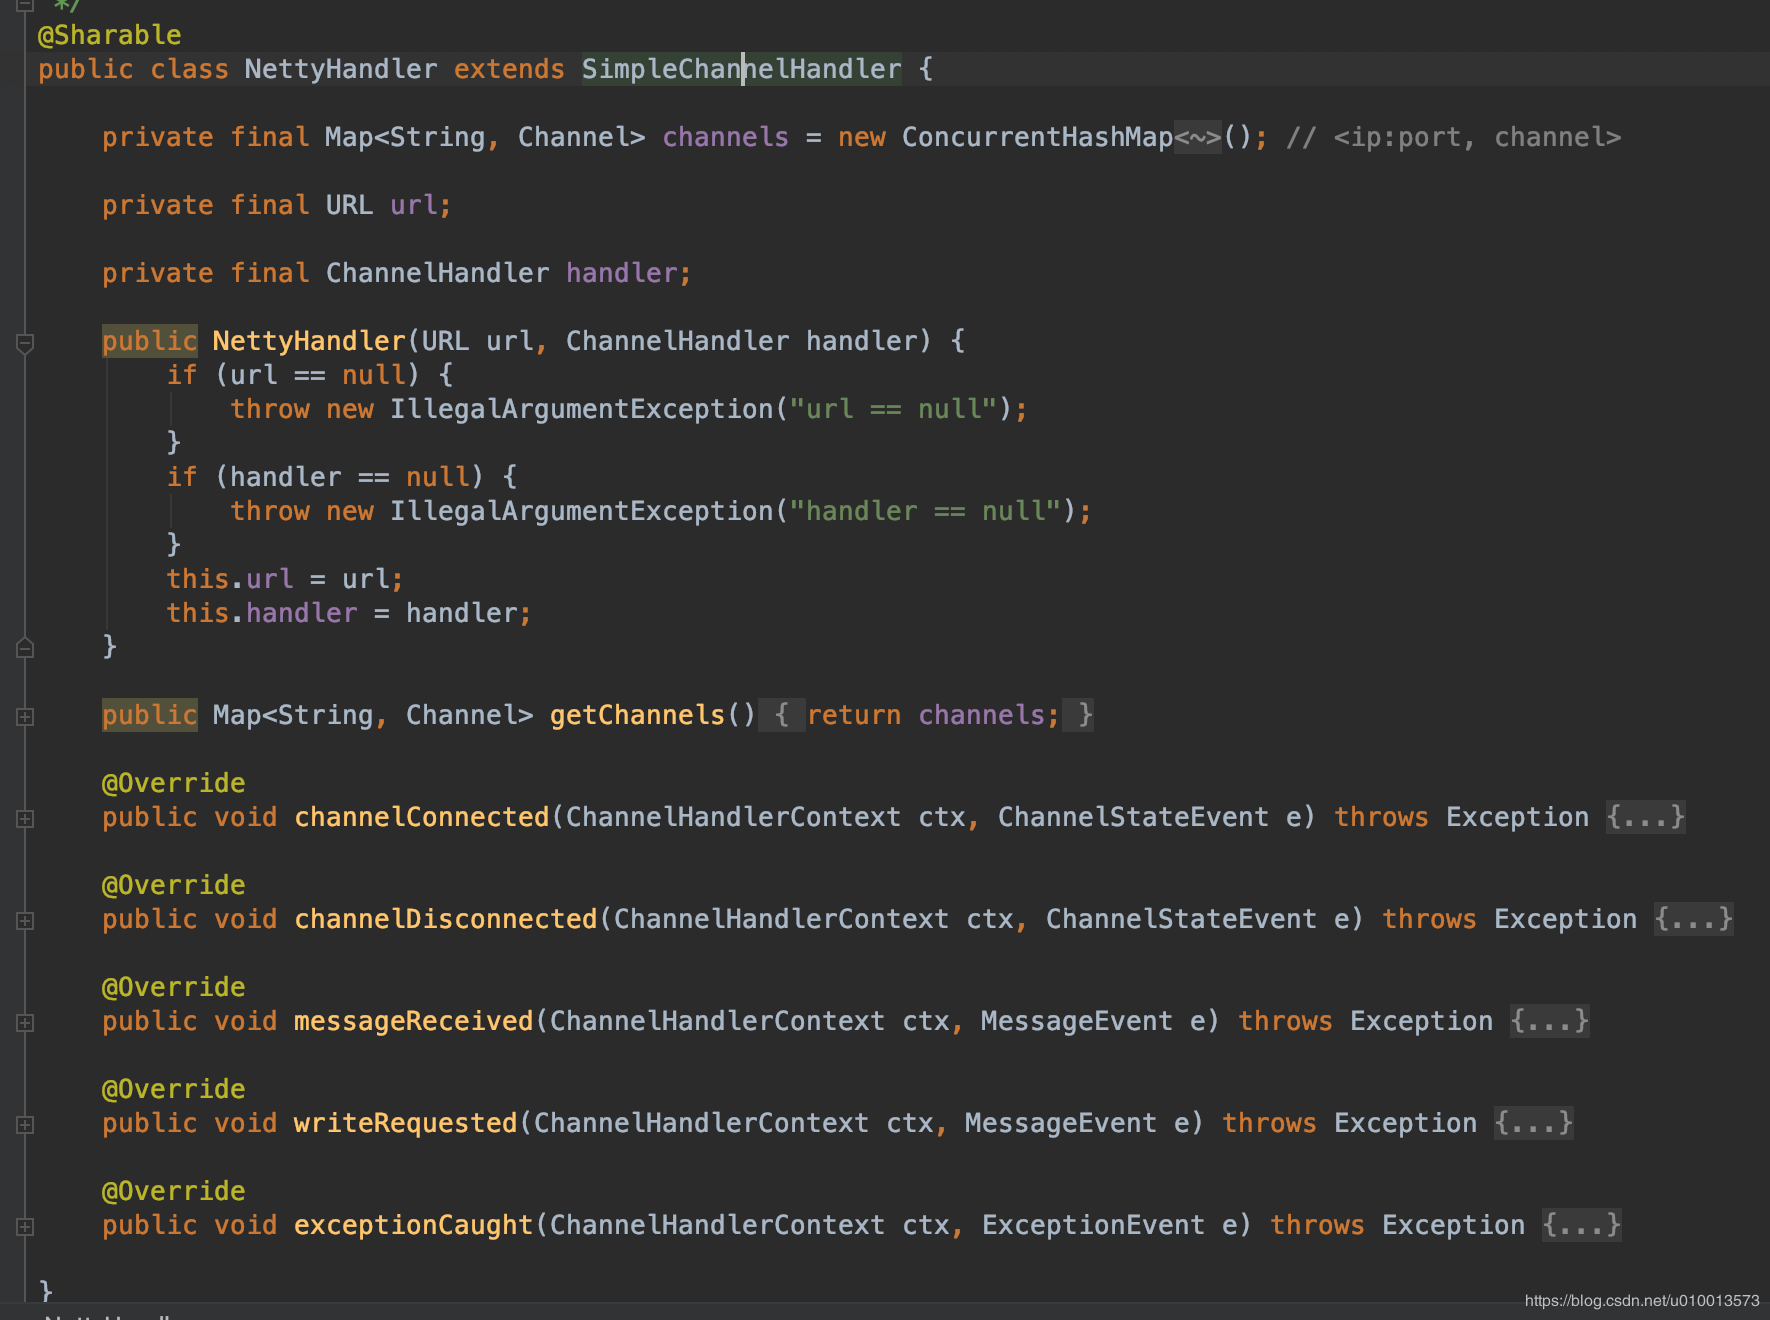 */
@Sharable
public class NettyHandler extends SimpleChannelHandler {
private final Map<String, Channel> channels = new ConcurrentHashMap<~>(); // <ip:port, channel>
private final URL url;
private final ChannelHandler handler;
public NettyHandler(URL url, ChannelHandler handler) {
if (url == null) {
throw new IllegalArgumentException("url == null");
}
if (handler == null) {
throw new IllegalArgumentException("handler == null");
}
this.url = url;
this.handler = handler;
}
public Map<String, Channel> getChannels() { return channels; }
@Override
public void channelConnected(ChannelHandlerContext ctx, ChannelStateEvent e) throws Exception {...}
@Override
public void channelDisconnected(ChannelHandlerContext ctx, ChannelStateEvent e) throws Exception {...}
@Override
public void messageReceived(ChannelHandlerContext ctx, MessageEvent e) throws Exception {...}
@Override
public void writeRequested(ChannelHandlerContext ctx, MessageEvent e) throws Exception {...}
@Override
public void exceptionCaught(ChannelHandlerContext ctx, ExceptionEvent e) throws Exception {...}
}
https://blog.csdn.net/u010013573